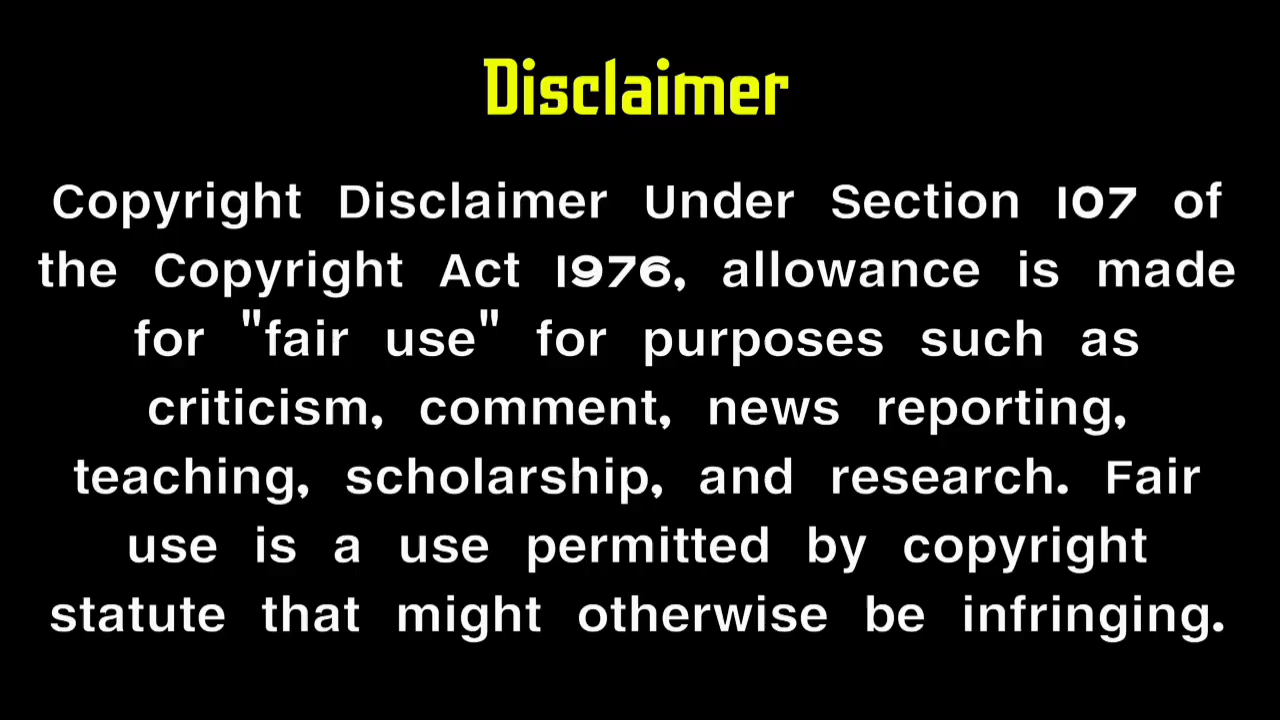 Disclaimer
Copyright Disclaimer Under Section 107 of
the Copyright Act 1976, allowance is made
for "fair use" for purposes such as
criticism, comment, news reporting,
teaching, scholarship, and research. Fair
use is a use permitted by copyright
statute that might otherwise be infringing.